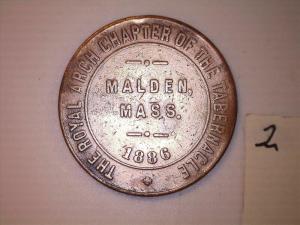 THE ROYAL ARCH CHAPTER OF THE TABERNACLE
MALDEN,
MASS.
1886
2